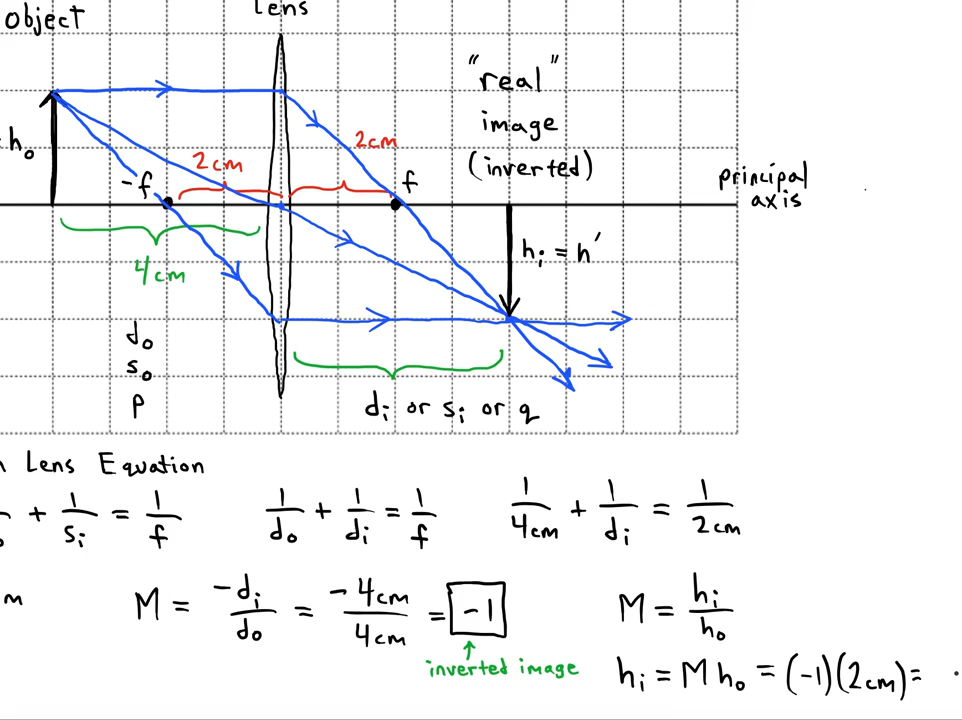 object
Lens
"real"
image
(inverted)
= h₀
-f
2cm
2cm
f
principal
axis
4cm
hᵢ = h′
d₀
s₀
p
dᵢ or sᵢ or q
Lens Equation
+ 1/sᵢ = 1/f
1/d₀ + 1/dᵢ = 1/f
1/4cm + 1/dᵢ = 1/2cm
m
M = -dᵢ/d₀ = -4cm/4cm = -1
inverted image
M = hᵢ/h₀
hᵢ = M h₀ = (-1)(2cm) =